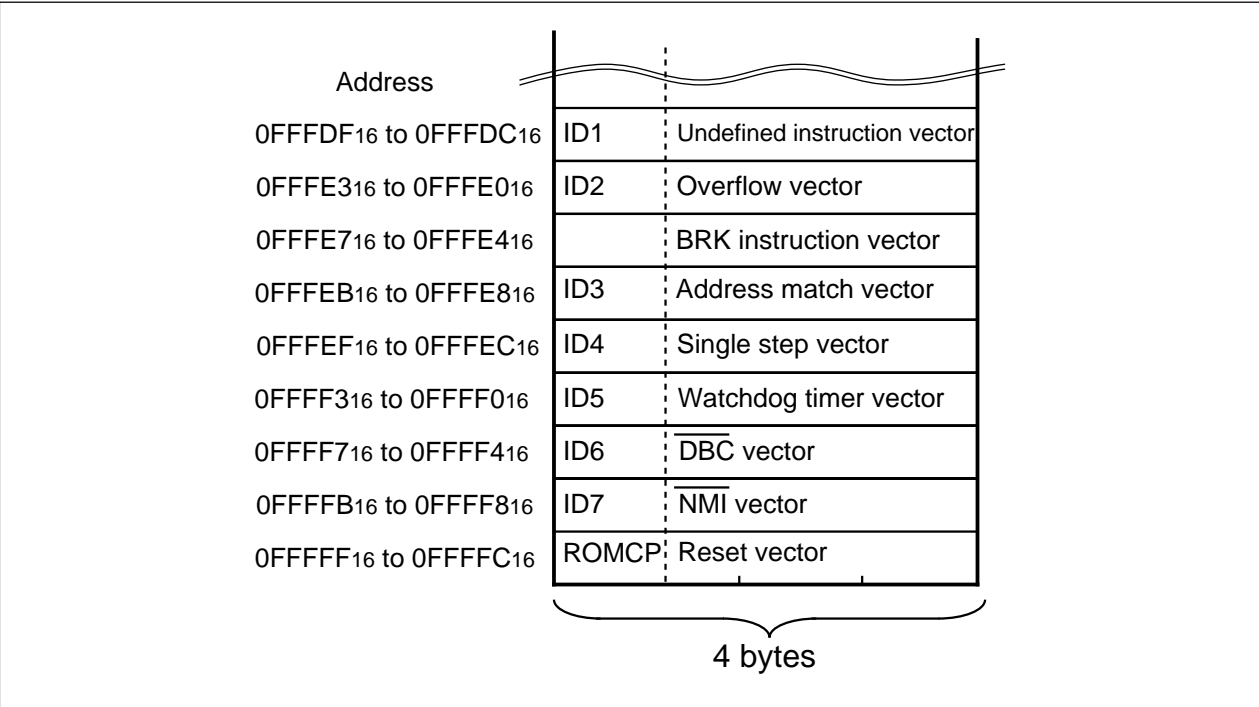 Address
0FFFDF16 to 0FFFDC16 ID1 Undefined instruction vector
0FFFE316 to 0FFFE016 ID2 Overflow vector
0FFFE716 to 0FFFE416 BRK instruction vector
0FFFEB16 to 0FFFE816 ID3 Address match vector
0FFFEF16 to 0FFFEC16 ID4 Single step vector
0FFFF316 to 0FFFF016 ID5 Watchdog timer vector
0FFFF716 to 0FFFF416 ID6 DBC vector
0FFFFB16 to 0FFFF816 ID7 NMI vector
0FFFFF16 to 0FFFFC16 ROMCP Reset vector
4 bytes